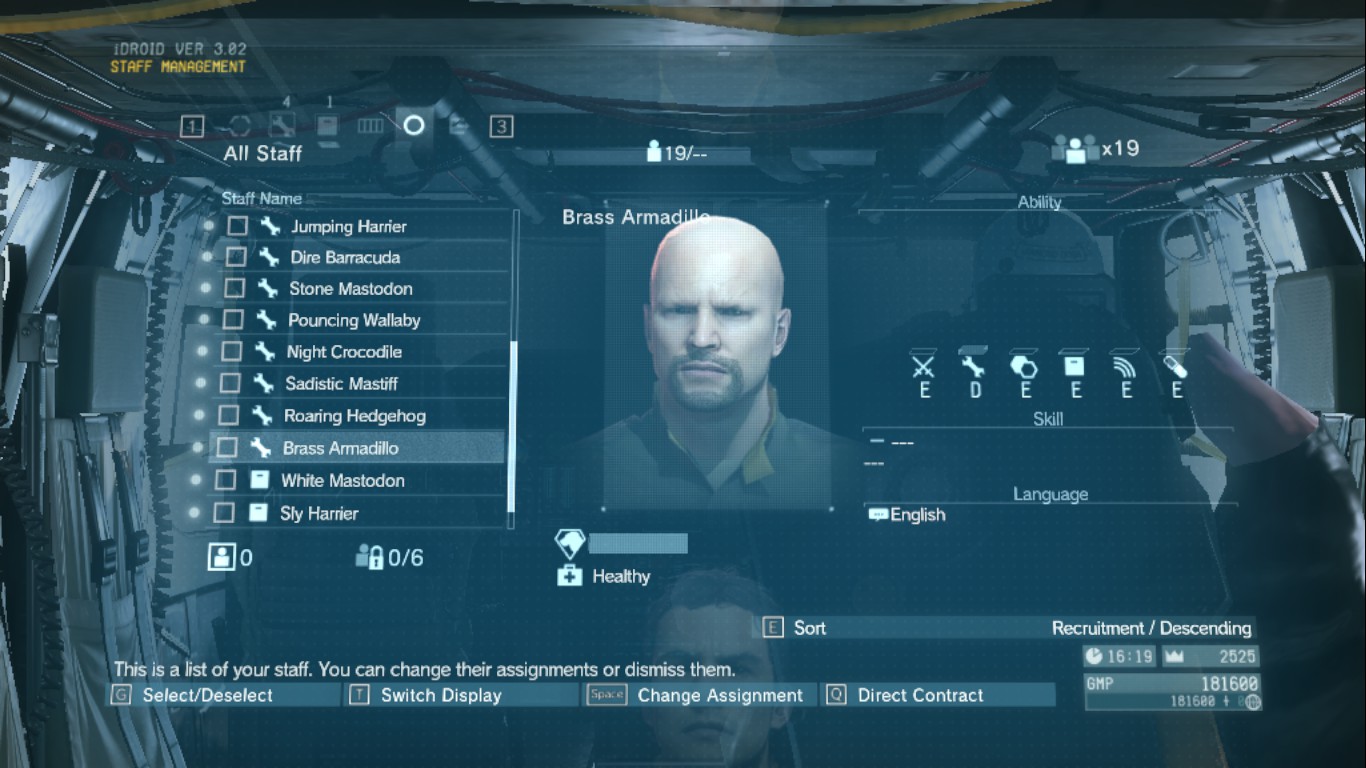 iDROID VER 3.02
STAFF MANAGEMENT
4 1
1 3
All Staff
19/--
x19
Staff Name
Jumping Harrier
Dire Barracuda
Stone Mastodon
Pouncing Wallaby
Night Crocodile
Sadistic Mastiff
Roaring Hedgehog
Brass Armadillo
White Mastodon
Sly Harrier
0 0/6
Brass Armadillo
Healthy
Ability
E D E E E E
Skill
– ---
---
Language
English
E Sort Recruitment / Descending
16:19 2525
GMP 181600
181600 + 0
This is a list of your staff. You can change their assignments or dismiss them.
G Select/Deselect T Switch Display Space Change Assignment Q Direct Contract